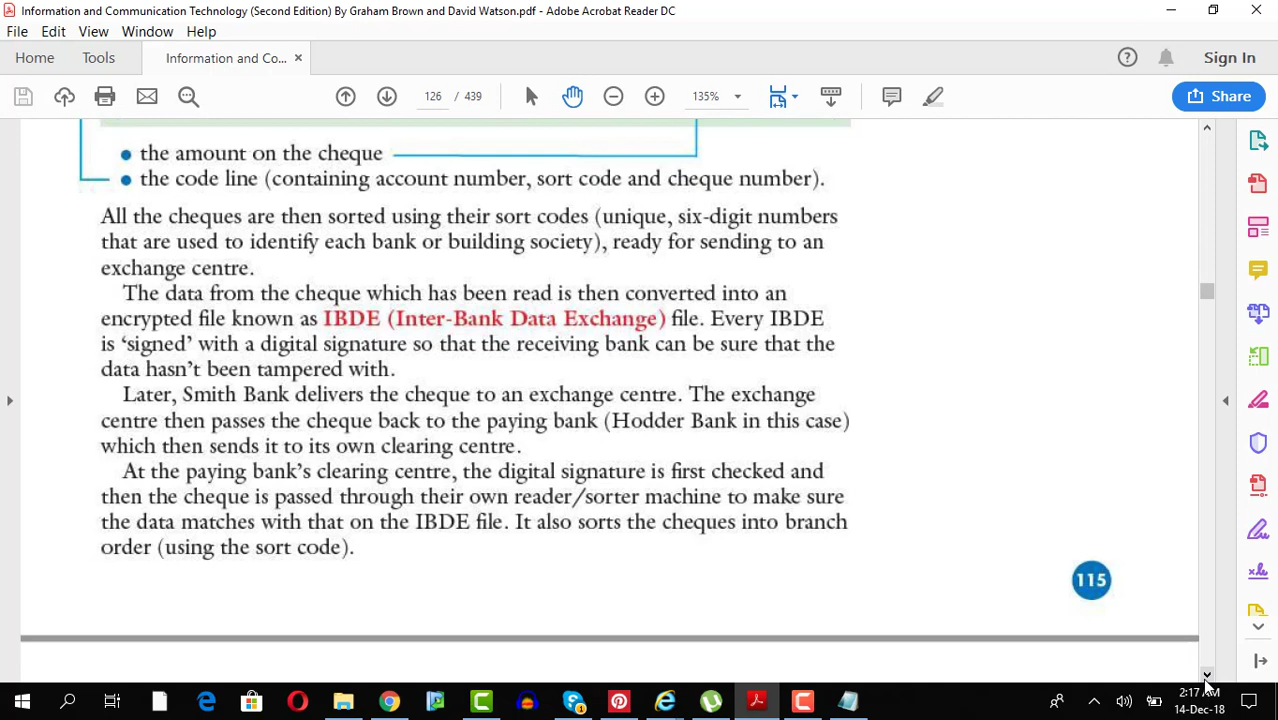 Information and Communication Technology (Second Edition) By Graham Brown and David Watson.pdf - Adobe Acrobat Reader DC
File Edit View Window Help
Home Tools Information and Co... × Sign In
126 / 439 135% Share
• the amount on the cheque
• the code line (containing account number, sort code and cheque number).
All the cheques are then sorted using their sort codes (unique, six-digit numbers
that are used to identify each bank or building society), ready for sending to an
exchange centre.
The data from the cheque which has been read is then converted into an
encrypted file known as IBDE (Inter-Bank Data Exchange) file. Every IBDE
is ‘signed’ with a digital signature so that the receiving bank can be sure that the
data hasn’t been tampered with.
Later, Smith Bank delivers the cheque to an exchange centre. The exchange
centre then passes the cheque back to the paying bank (Hodder Bank in this case)
which then sends it to its own clearing centre.
At the paying bank’s clearing centre, the digital signature is first checked and
then the cheque is passed through their own reader/sorter machine to make sure
the data matches with that on the IBDE file. It also sorts the cheques into branch
order (using the sort code).
115
2:17 AM
14-Dec-18